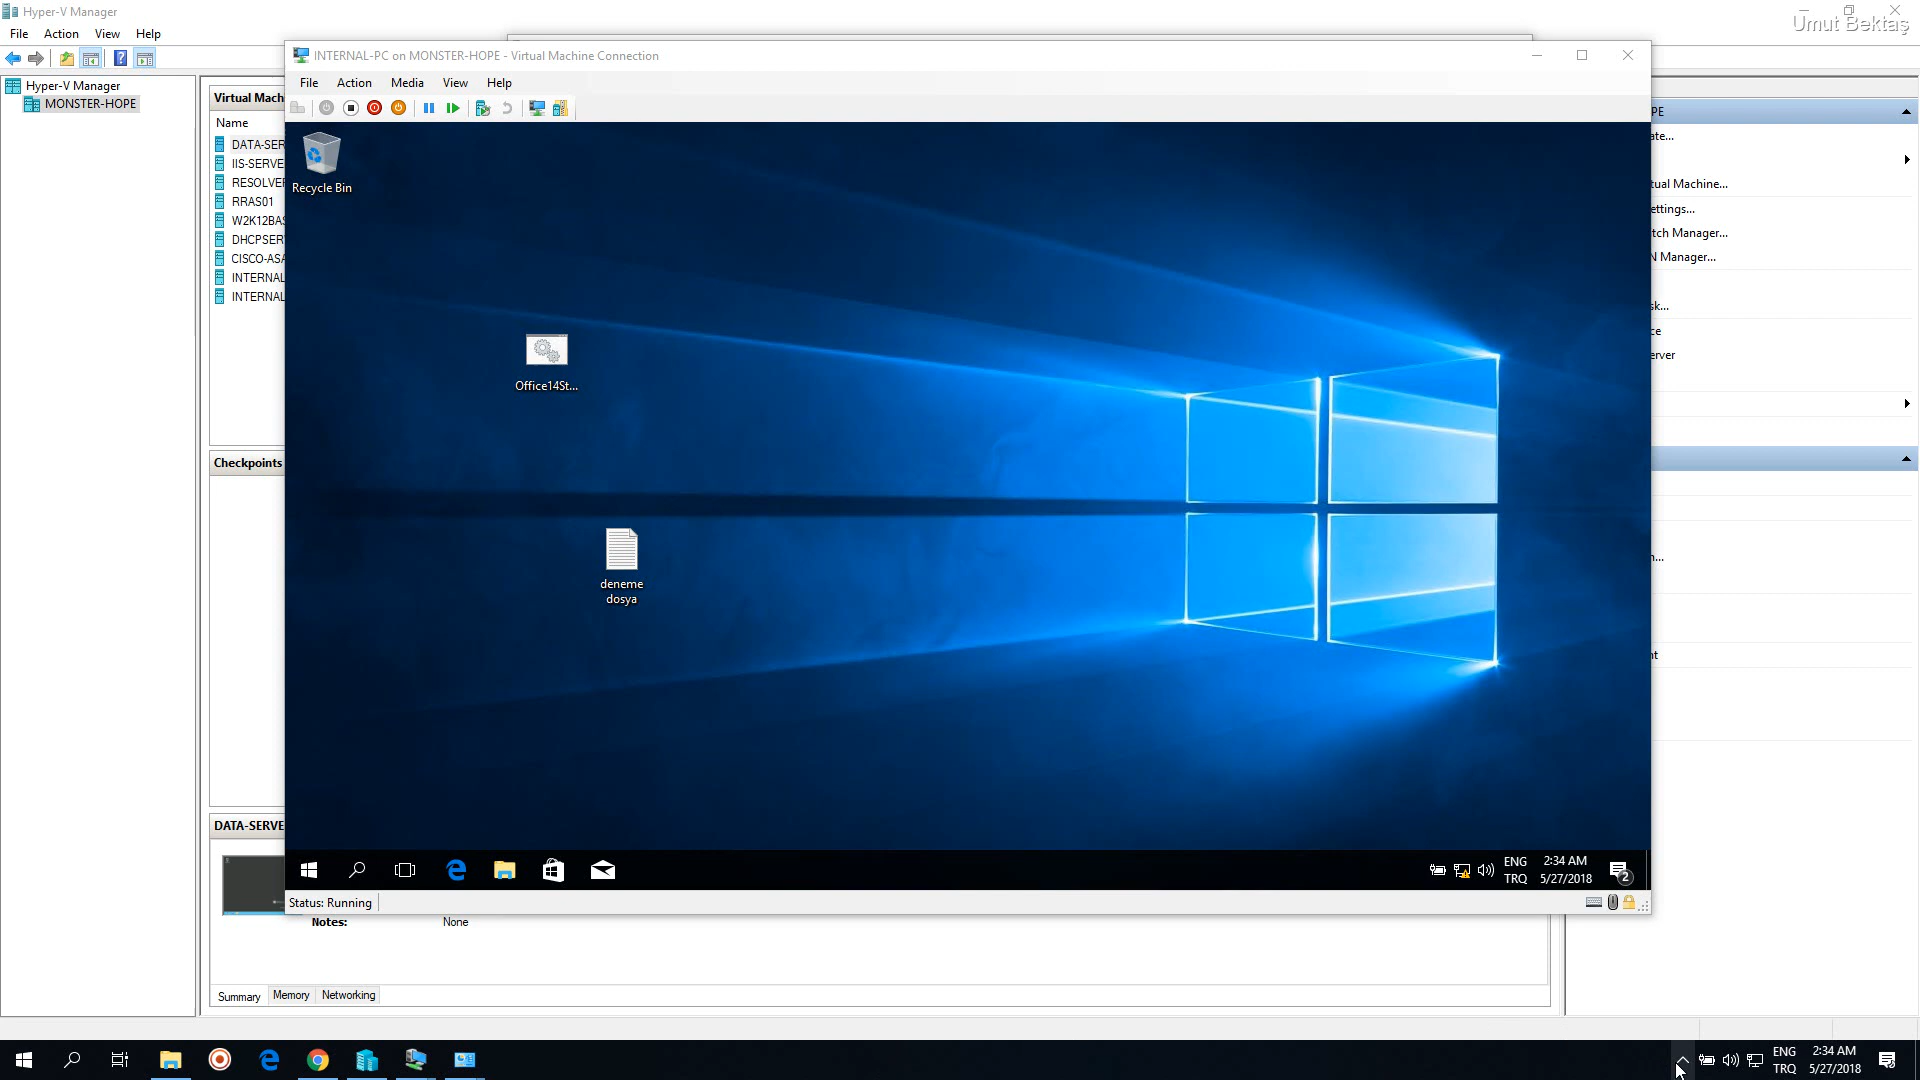 Hyper-V Manager
Umut Bektaş
File Action View Help
INTERNAL-PC on MONSTER-HOPE - Virtual Machine Connection
File Action Media View Help
Hyper-V Manager
MONSTER-HOPE
Virtual Mach
Name
DATA-SER
IIS-SERVE
RESOLVER
RRAS01
W2K12BAS
DHCPSER
CISCO-ASA
INTERNAL
INTERNAL
Checkpoints
DATA-SERVE
Recycle Bin
Office14St...
deneme
dosya
ENG
TRQ
2:34 AM
5/27/2018
2
Status: Running
Notes: None
Summary Memory Networking
PE
ate...
tual Machine...
ettings...
tch Manager...
N Manager...
sk...
ce
erver
n...
nt
ENG
TRQ
2:34 AM
5/27/2018